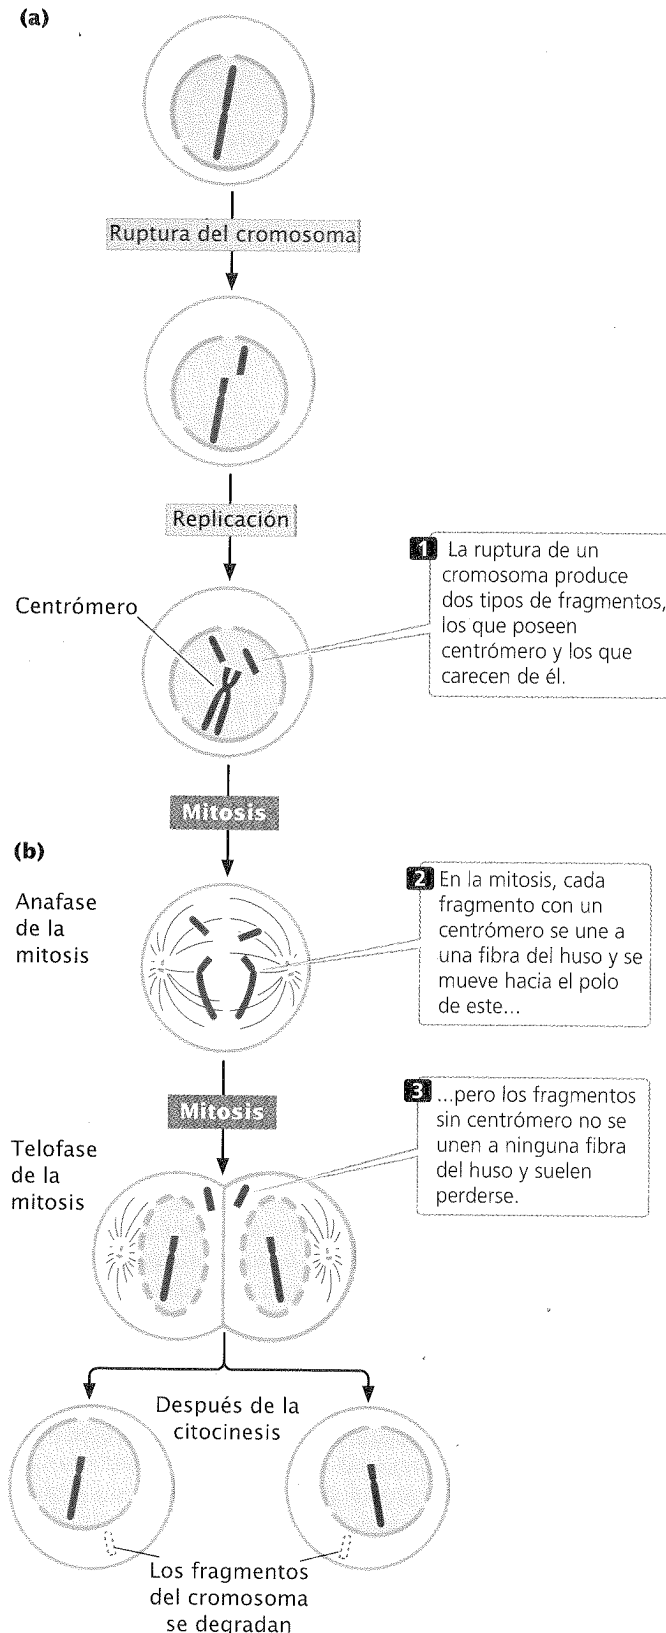 (a)
Ruptura del cromosoma
Replicación
Centrómero
1 La ruptura de un
cromosoma produce
dos tipos de fragmentos,
los que poseen
centrómero y los que
carecen de él.
Mitosis
(b)
Anafase
de la
mitosis
2 En la mitosis, cada
fragmento con un
centrómero se une a
una fibra del huso y se
mueve hacia el polo
de este...
Mitosis
3 ...pero los fragmentos
sin centrómero no se
unen a ninguna fibra
del huso y suelen
perderse.
Telofase
de la
mitosis
Después de la
citocinesis
Los fragmentos
del cromosoma
se degradan